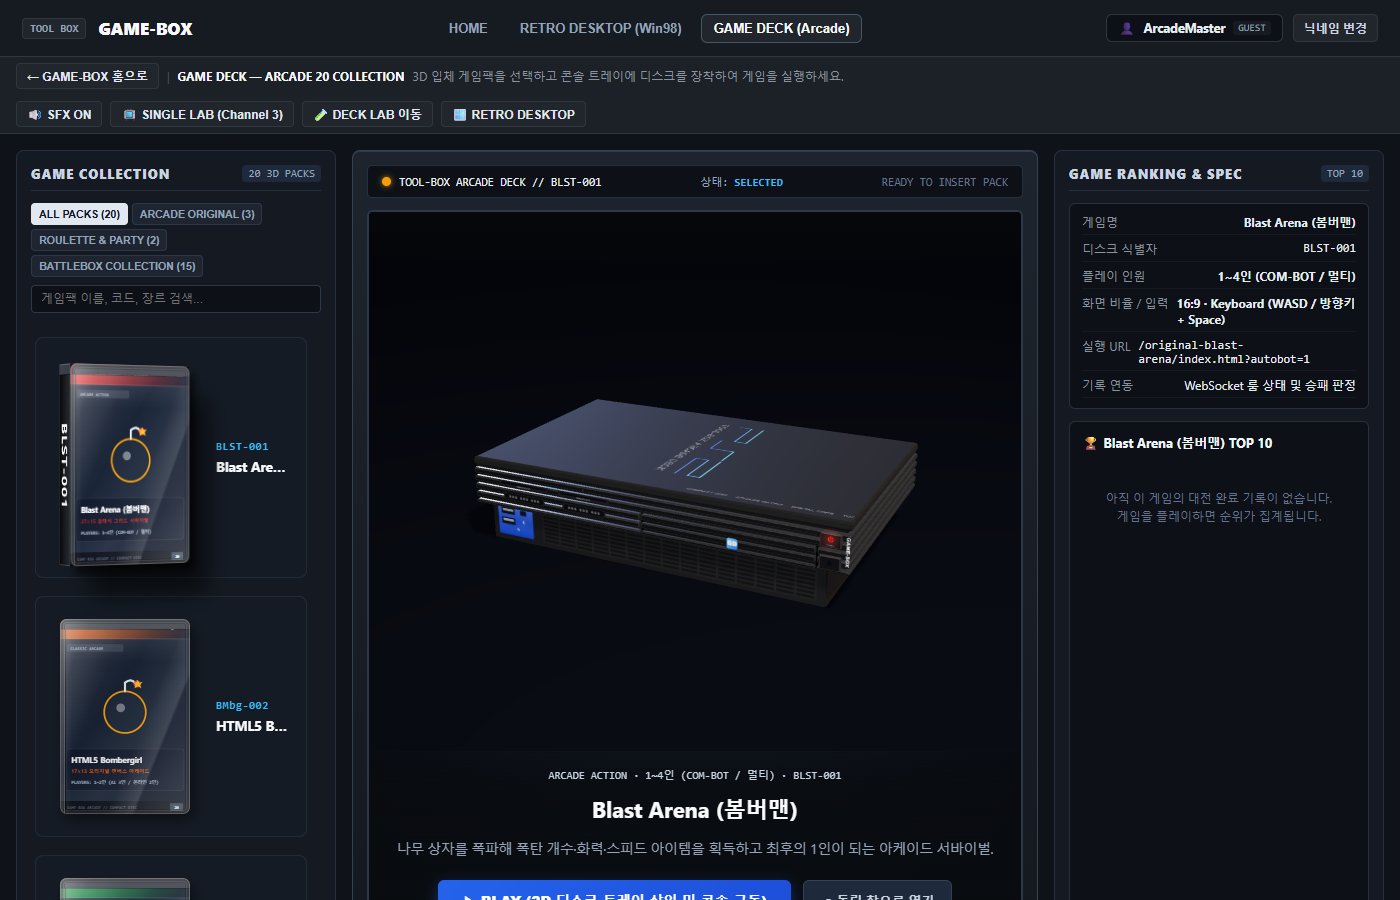 TOOL BOX GAME-BOX HOME RETRO DESKTOP (Win98) GAME DECK (Arcade) ArcadeMaster GUEST 닉네임 변경
← GAME-BOX 홈으로 | GAME DECK — ARCADE 20 COLLECTION 3D 입체 게임팩을 선택하고 콘솔 트레이에 디스크를 장착하여 게임을 실행하세요.
SFX ON SINGLE LAB (Channel 3) DECK LAB 이동 RETRO DESKTOP
GAME COLLECTION 20 3D PACKS
ALL PACKS (20) ARCADE ORIGINAL (3)
ROULETTE & PARTY (2)
BATTLEBOX COLLECTION (15)
게임팩 이름, 코드, 장르 검색...
ARCADE ACTION
BLST-001
Blast Arena (봄버맨)
BLST-001
Blast Are...
CLASSIC ARCADE
HTML5 Bombergirl
BMbg-002
HTML5 B...
TOOL-BOX ARCADE DECK // BLST-001 상태: SELECTED READY TO INSERT PACK
GAME-BOX
ARCADE ACTION · 1~4인 (COM-BOT / 멀티) · BLST-001
Blast Arena (봄버맨)
나무 상자를 폭파해 폭탄 개수·화력·스피드 아이템을 획득하고 최후의 1인이 되는 아케이드 서바이벌.
GAME RANKING & SPEC TOP 10
게임명 Blast Arena (봄버맨)
디스크 식별자 BLST-001
플레이 인원 1~4인 (COM-BOT / 멀티)
화면 비율 / 입력 16:9 · Keyboard (WASD / 방향키
+ Space)
실행 URL /original-blast-
arena/index.html?autobot=1
기록 연동 WebSocket 룸 상태 및 승패 판정
Blast Arena (봄버맨) TOP 10
아직 이 게임의 대전 완료 기록이 없습니다.
게임을 플레이하면 순위가 집계됩니다.